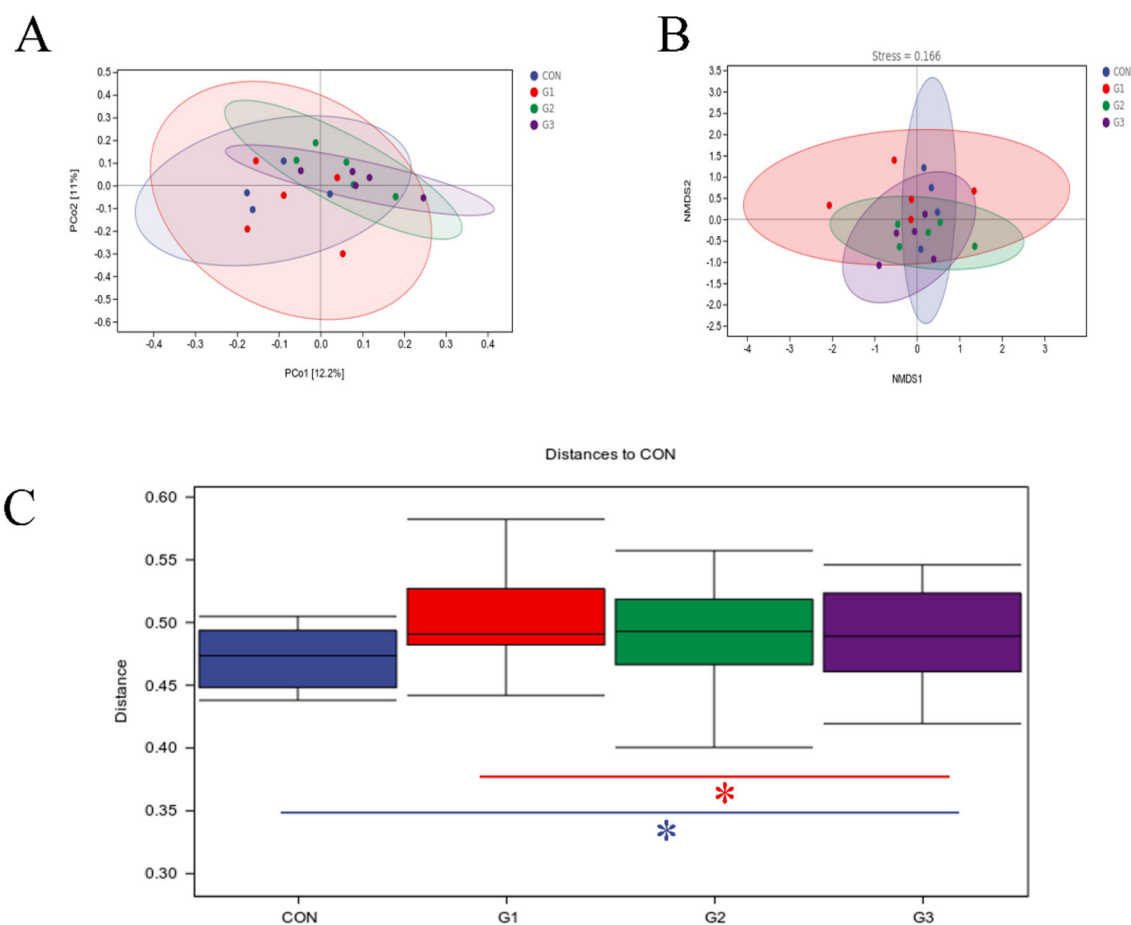 A
0.5
0.4
0.3
0.2
0.1
0.0
-0.1
-0.2
-0.3
-0.4
-0.5
-0.6
PCo2 [11%]
-0.4
-0.3
-0.2
-0.1
0.0
0.1
0.2
0.3
0.4
PCo1 [12.2%]
CON
G1
G2
G3
B
Stress = 0.166
3.5
3.0
2.5
2.0
1.5
1.0
0.5
0.0
-0.5
-1.0
-1.5
-2.0
-2.5
NMDS2
-4
-3
-2
-1
0
1
2
3
NMDS1
CON
G1
G2
G3
C
Distances to CON
0.60
0.55
0.50
0.45
0.40
0.35
0.30
Distance
*
*
CON
G1
G2
G3